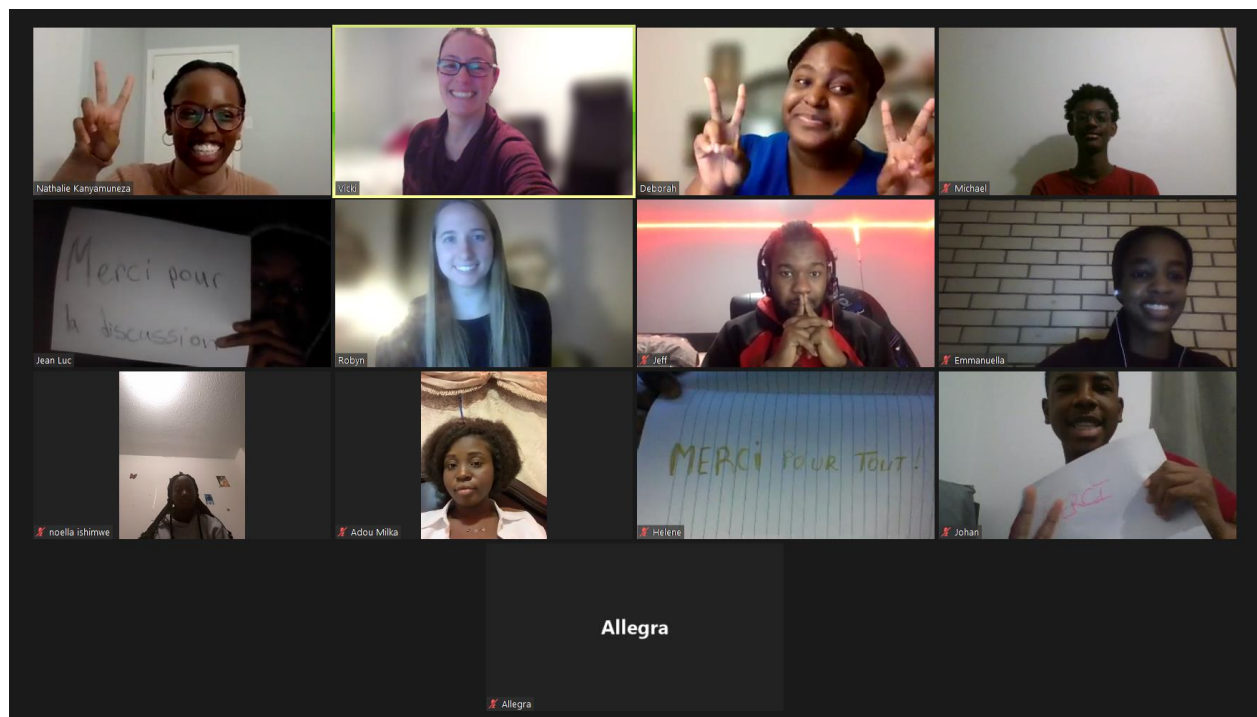 Nathalie Kanyamuneza
Vicki
Deborah
Michael
Merci pour
la discussion
Jean Luc
Robyn
Jeff
Emmanuella
noella ishimwe
Adou Milka
MERCi POUR TOUT!
Helene
Johan
Allegra
Allegra